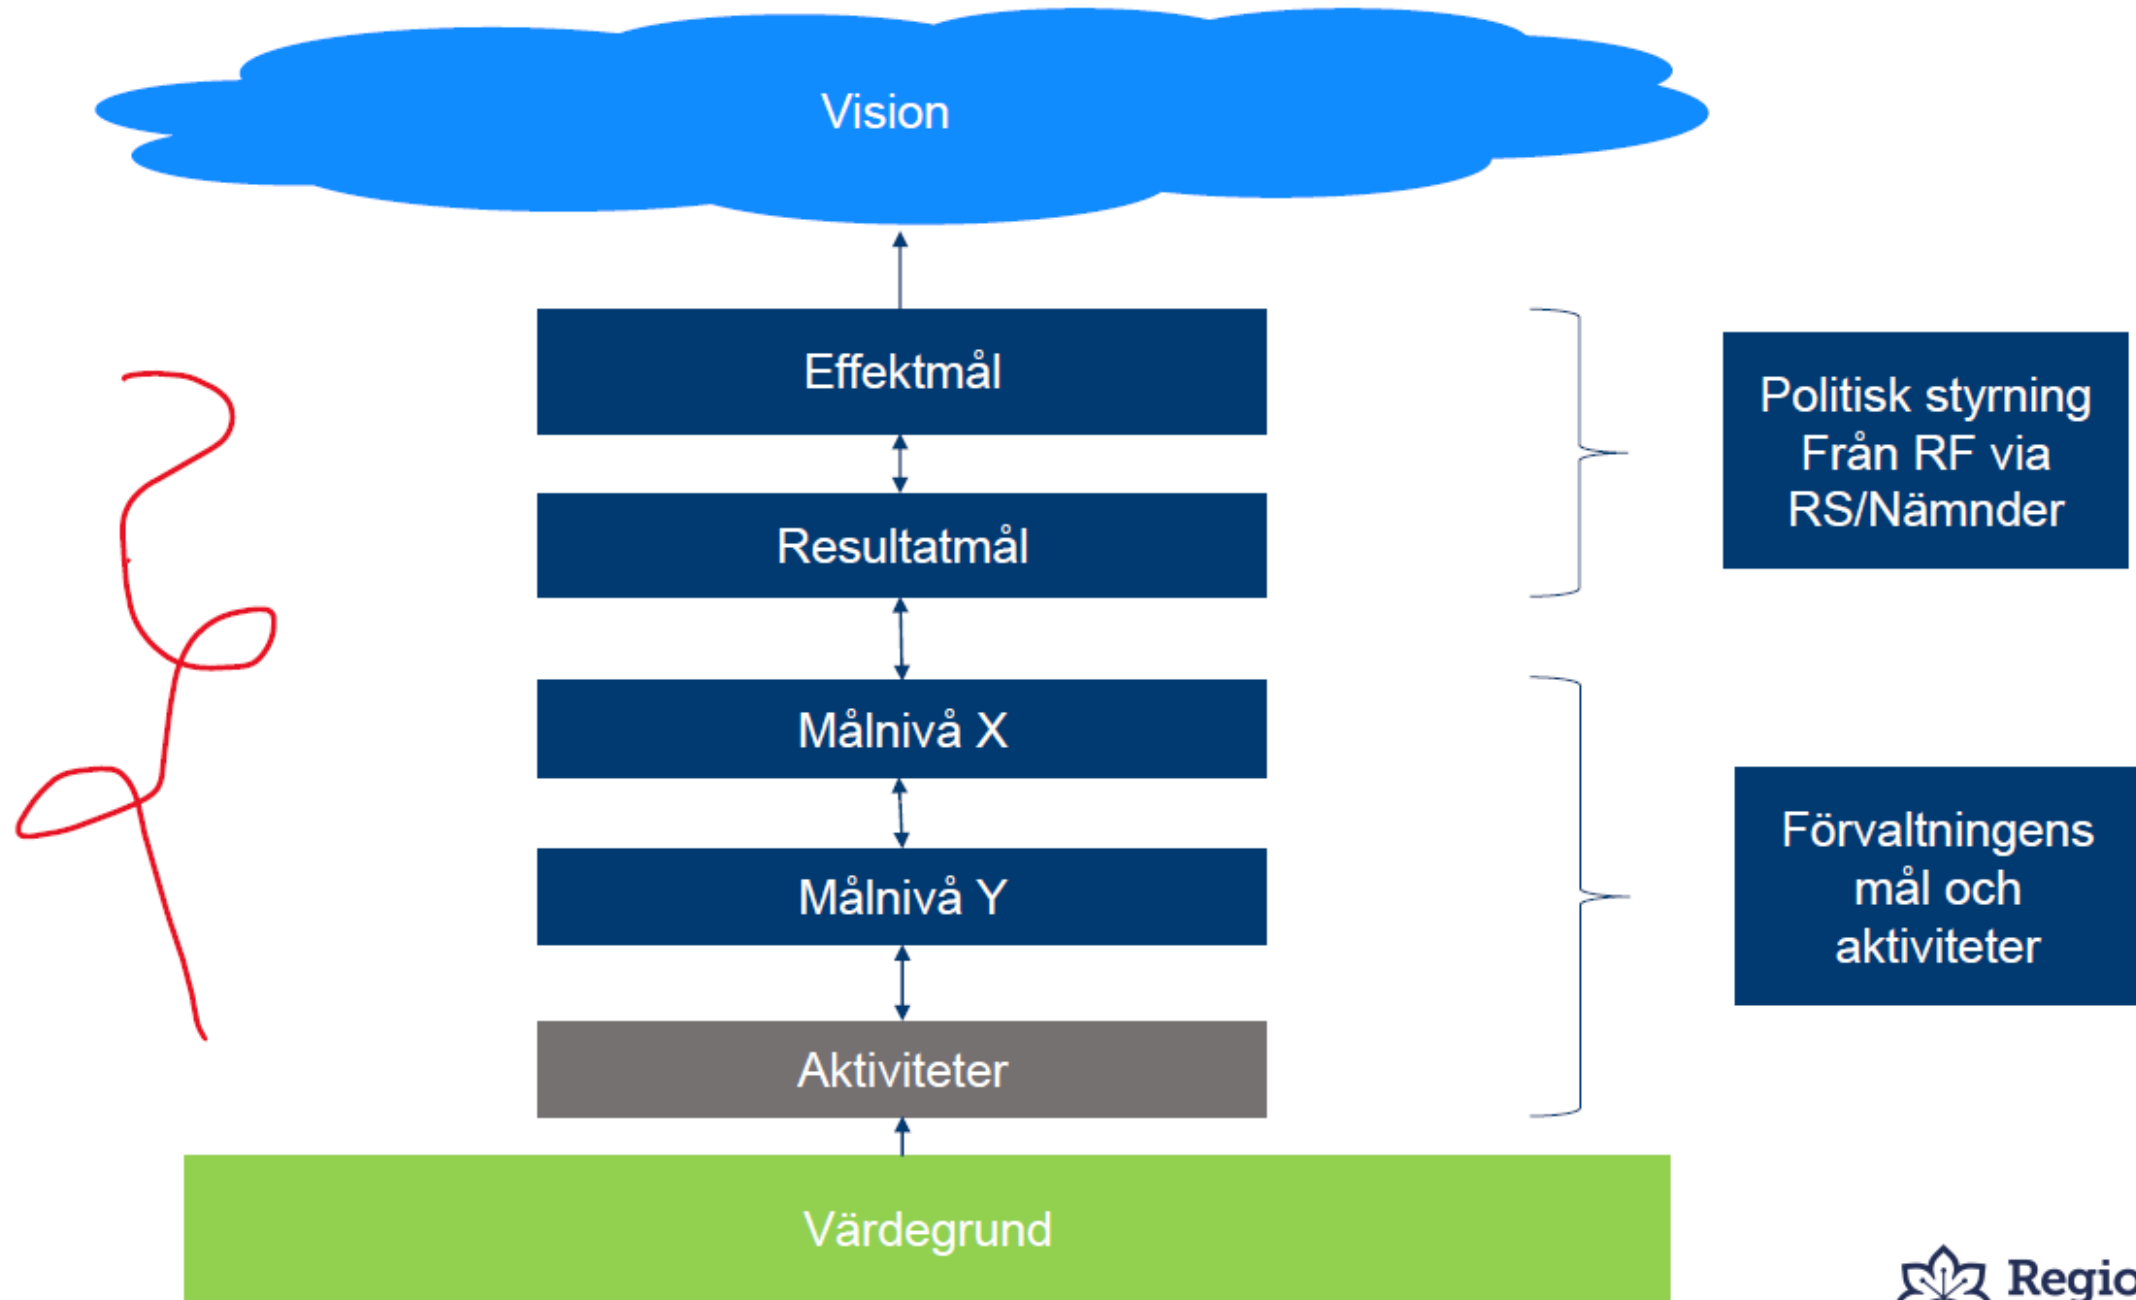 Vision
Effektmål
Resultatmål
Målnivå X
Målnivå Y
Aktiviteter
Värdegrund
Politisk styrning
Från RF via
RS/Nämnder
Förvaltningens
mål och
aktiviteter